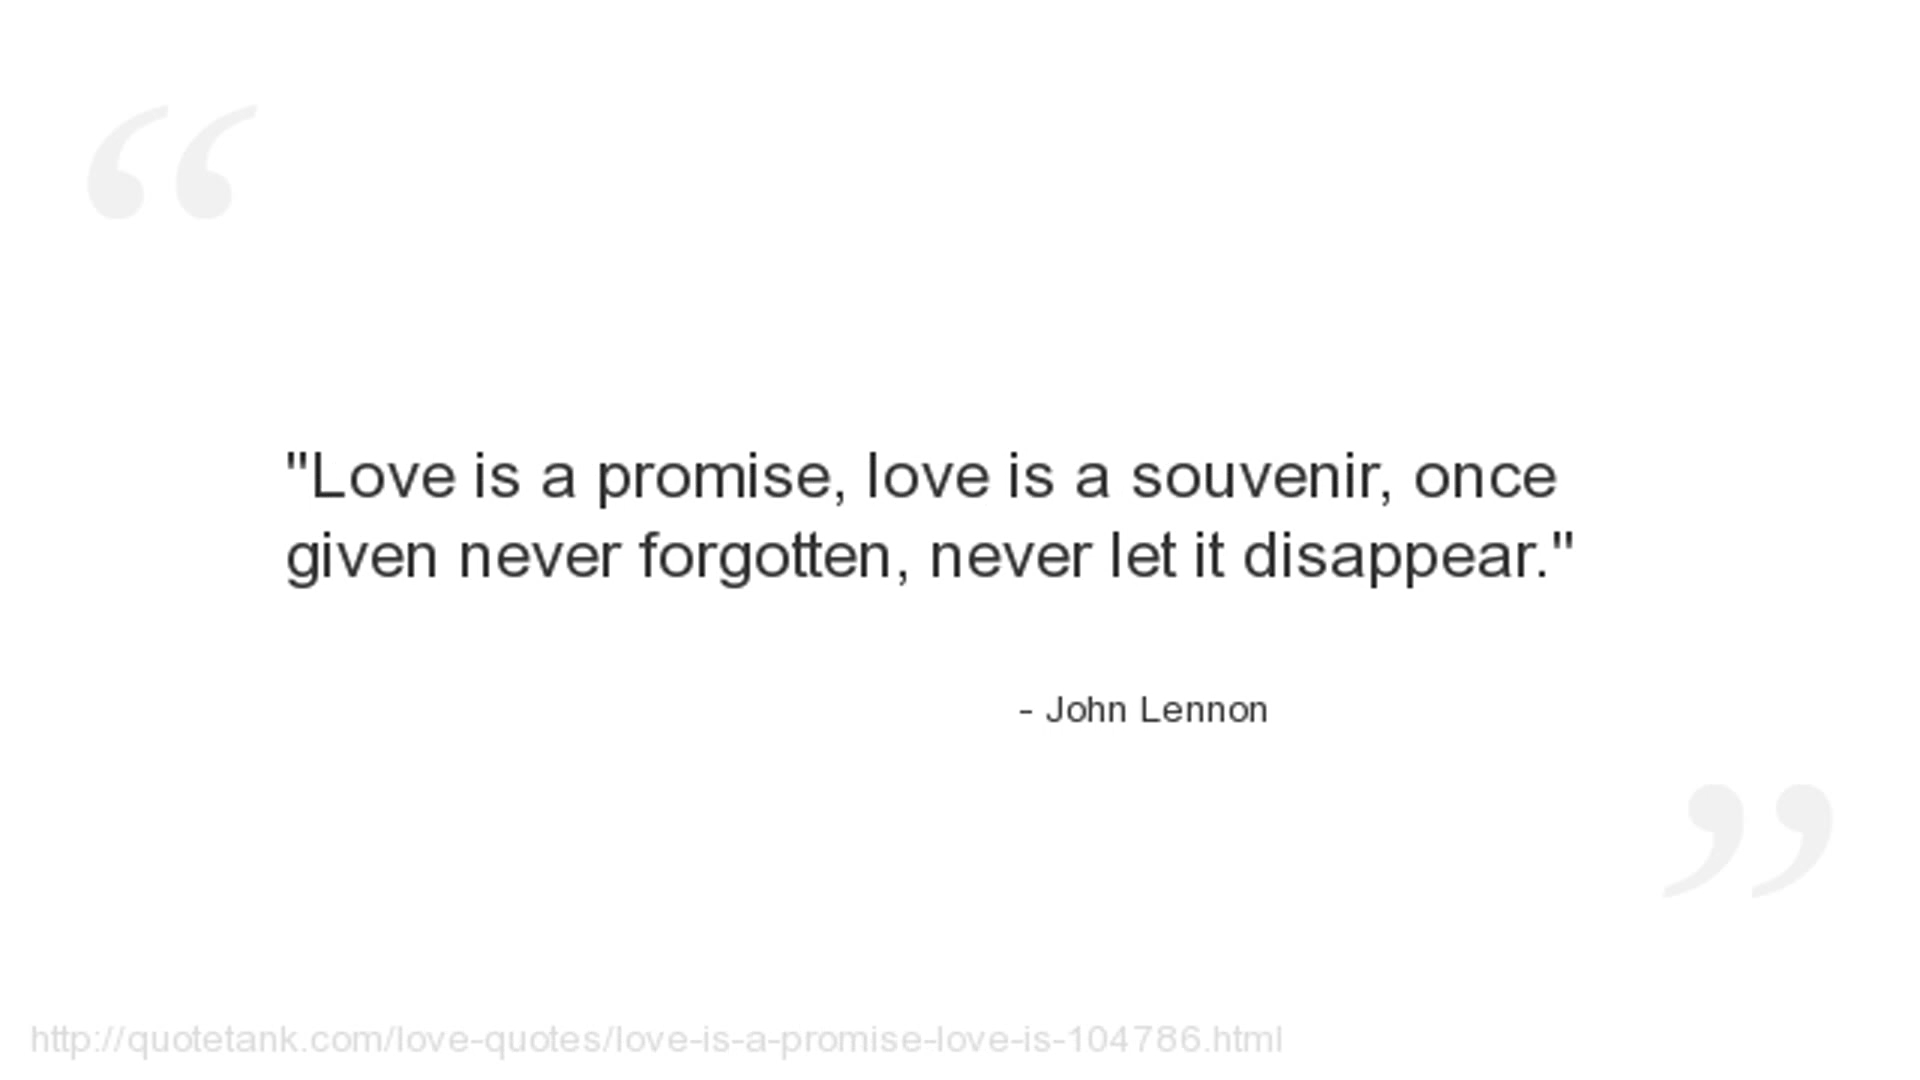 "Love is a promise, love is a souvenir, once
given never forgotten, never let it disappear."
- John Lennon
http://quotetank.com/love-quotes/love-is-a-promise-love-is-104786.html